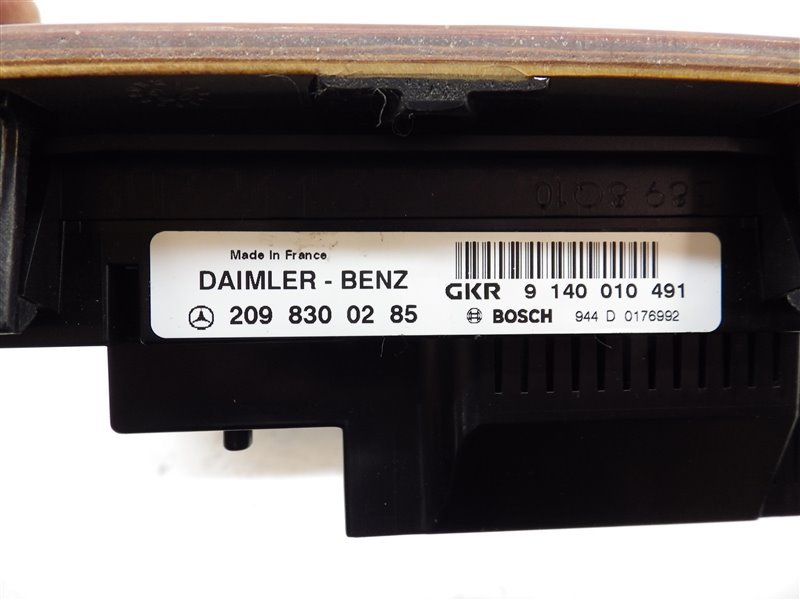 Made In France
DAIMLER - BENZ
209 830 02 85
GKR 9 140 010 491
BOSCH 944 D 0176992